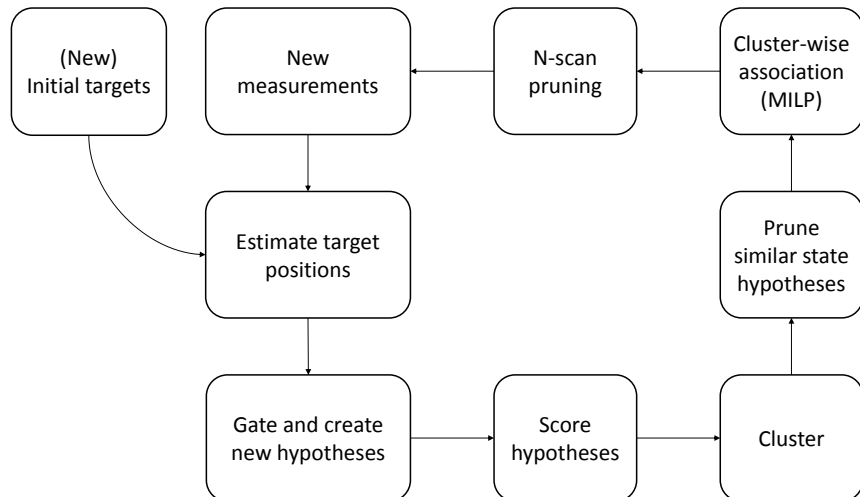 (New)
Initial targets
New
measurements
N-scan
pruning
Cluster-wise
association
(MILP)
Estimate target
positions
Prune
similar state
hypotheses
Gate and create
new hypotheses
Score
hypotheses
Cluster